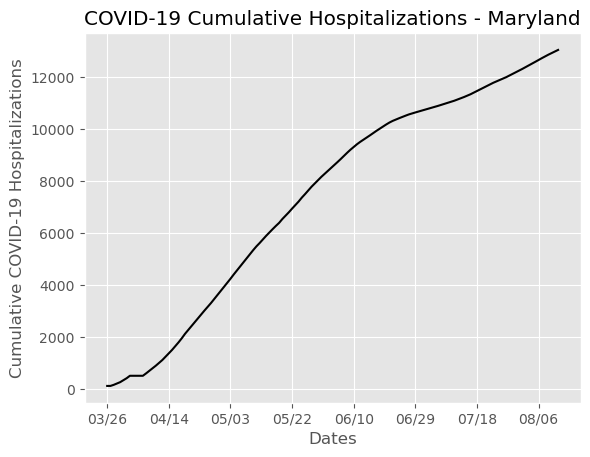 COVID-19 Cumulative Hospitalizations - Maryland
Cumulative COVID-19 Hospitalizations
12000
10000
8000
6000
4000
2000
0
03/26 04/14 05/03 05/22 06/10 06/29 07/18 08/06
Dates